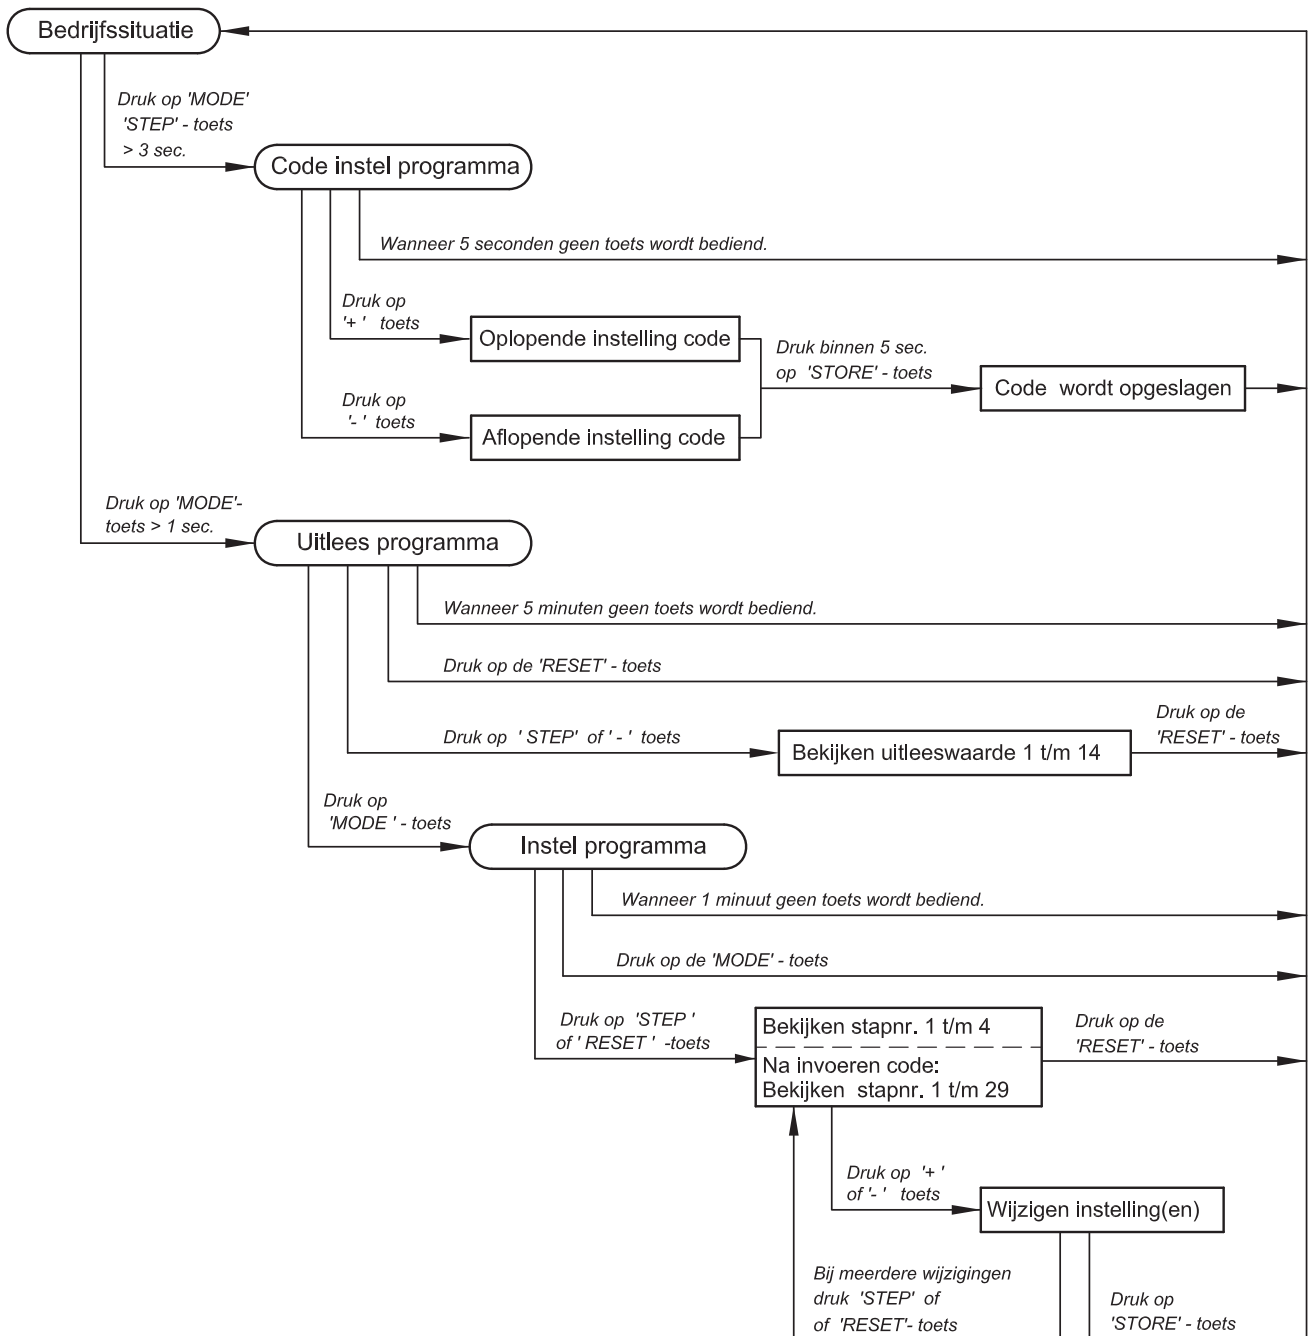 Bedrijfssituatie
Druk op 'MODE'
'STEP' - toets
> 3 sec.
Code instel programma
Wanneer 5 seconden geen toets wordt bediend.
Druk op
'+ ' toets
Oplopende instelling code
Druk binnen 5 sec.
op 'STORE' - toets
Code wordt opgeslagen
Druk op
'- ' toets
Aflopende instelling code
Druk op 'MODE'-
toets > 1 sec.
Uitlees programma
Wanneer 5 minuten geen toets wordt bediend.
Druk op de 'RESET' - toets
Druk op ' STEP' of ' - ' toets
Bekijken uitleeswaarde 1 t/m 14
Druk op de
'RESET' - toets
Druk op
'MODE ' - toets
Instel programma
Wanneer 1 minuut geen toets wordt bediend.
Druk op de 'MODE' - toets
Druk op 'STEP '
of ' RESET ' -toets
Bekijken stapnr. 1 t/m 4
Na invoeren code:
Bekijken stapnr. 1 t/m 29
Druk op de
'RESET' - toets
Druk op '+ '
of '- ' toets
Wijzigen instelling(en)
Bij meerdere wijzigingen
druk 'STEP' of
of 'RESET'- toets
Druk op
'STORE' - toets